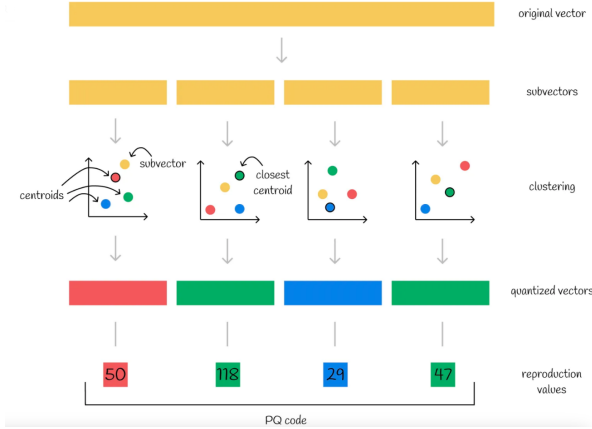 original vector
subvectors
subvector
centroids
closest
centroid
clustering
quantized vectors
50
118
29
47
reproduction
values
PQ code